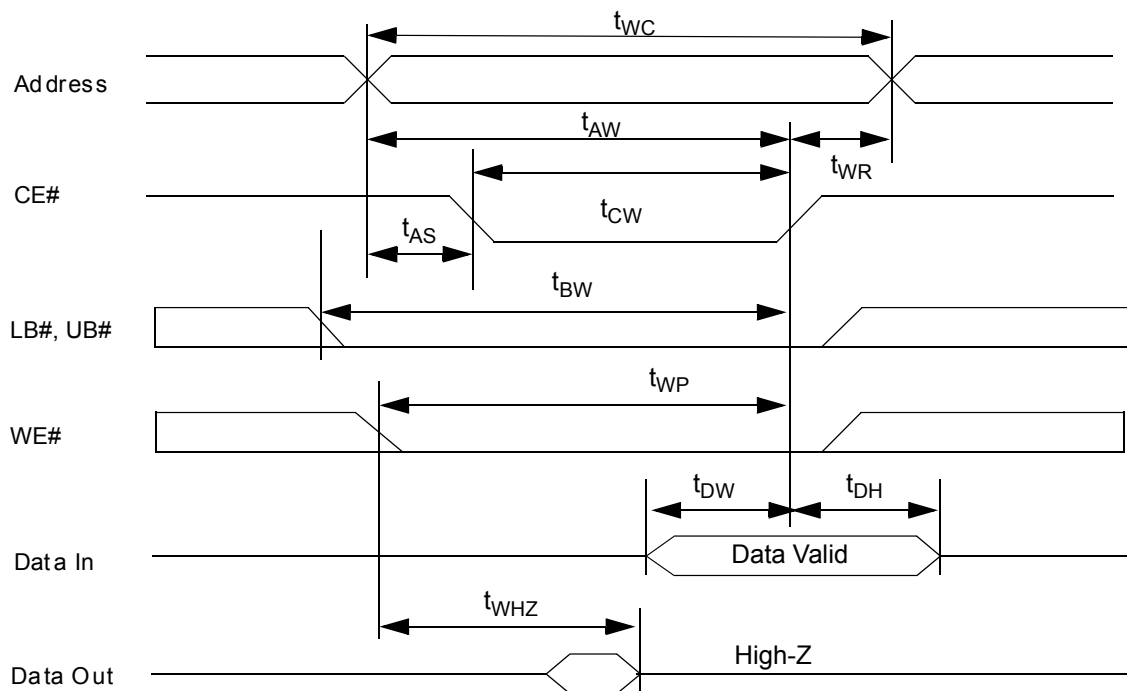 tWC
Address
tAW
tWR
CE#
tCW
tAS
tBW
LB#, UB#
tWP
WE#
tDW
tDH
Data In
Data Valid
tWHZ
High-Z
Data Out